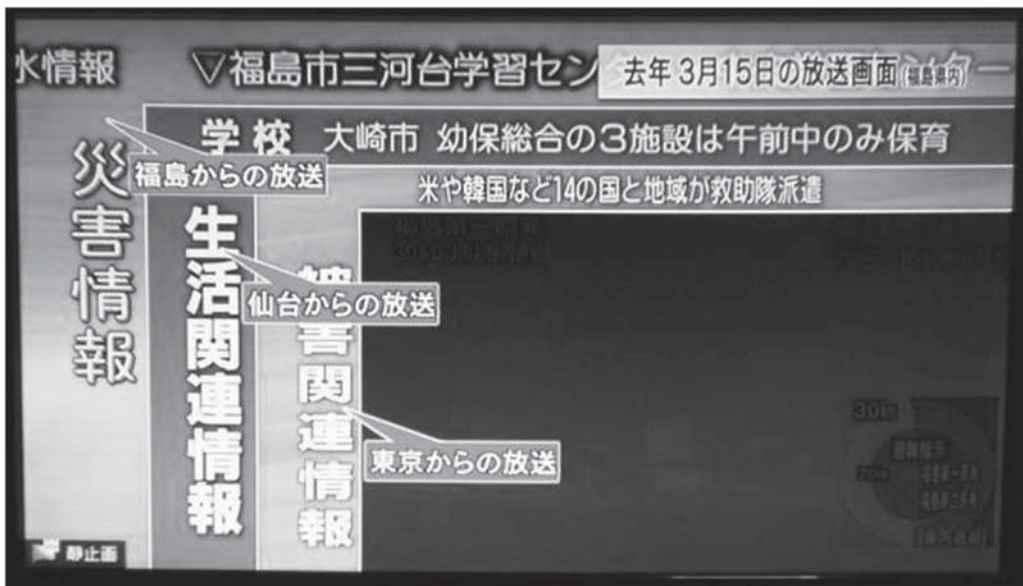 水情報
▽福島市三河台学習セン
去年3月15日の放送画面(福島県内)
ター
学校 大崎市 幼保総合の3施設は午前中のみ保育
災害情報
福島からの放送
米や韓国など14の国と地域が救助隊派遣
生活関連情報
仙台からの放送
害関連情報
東京からの放送
30㎞
静止画